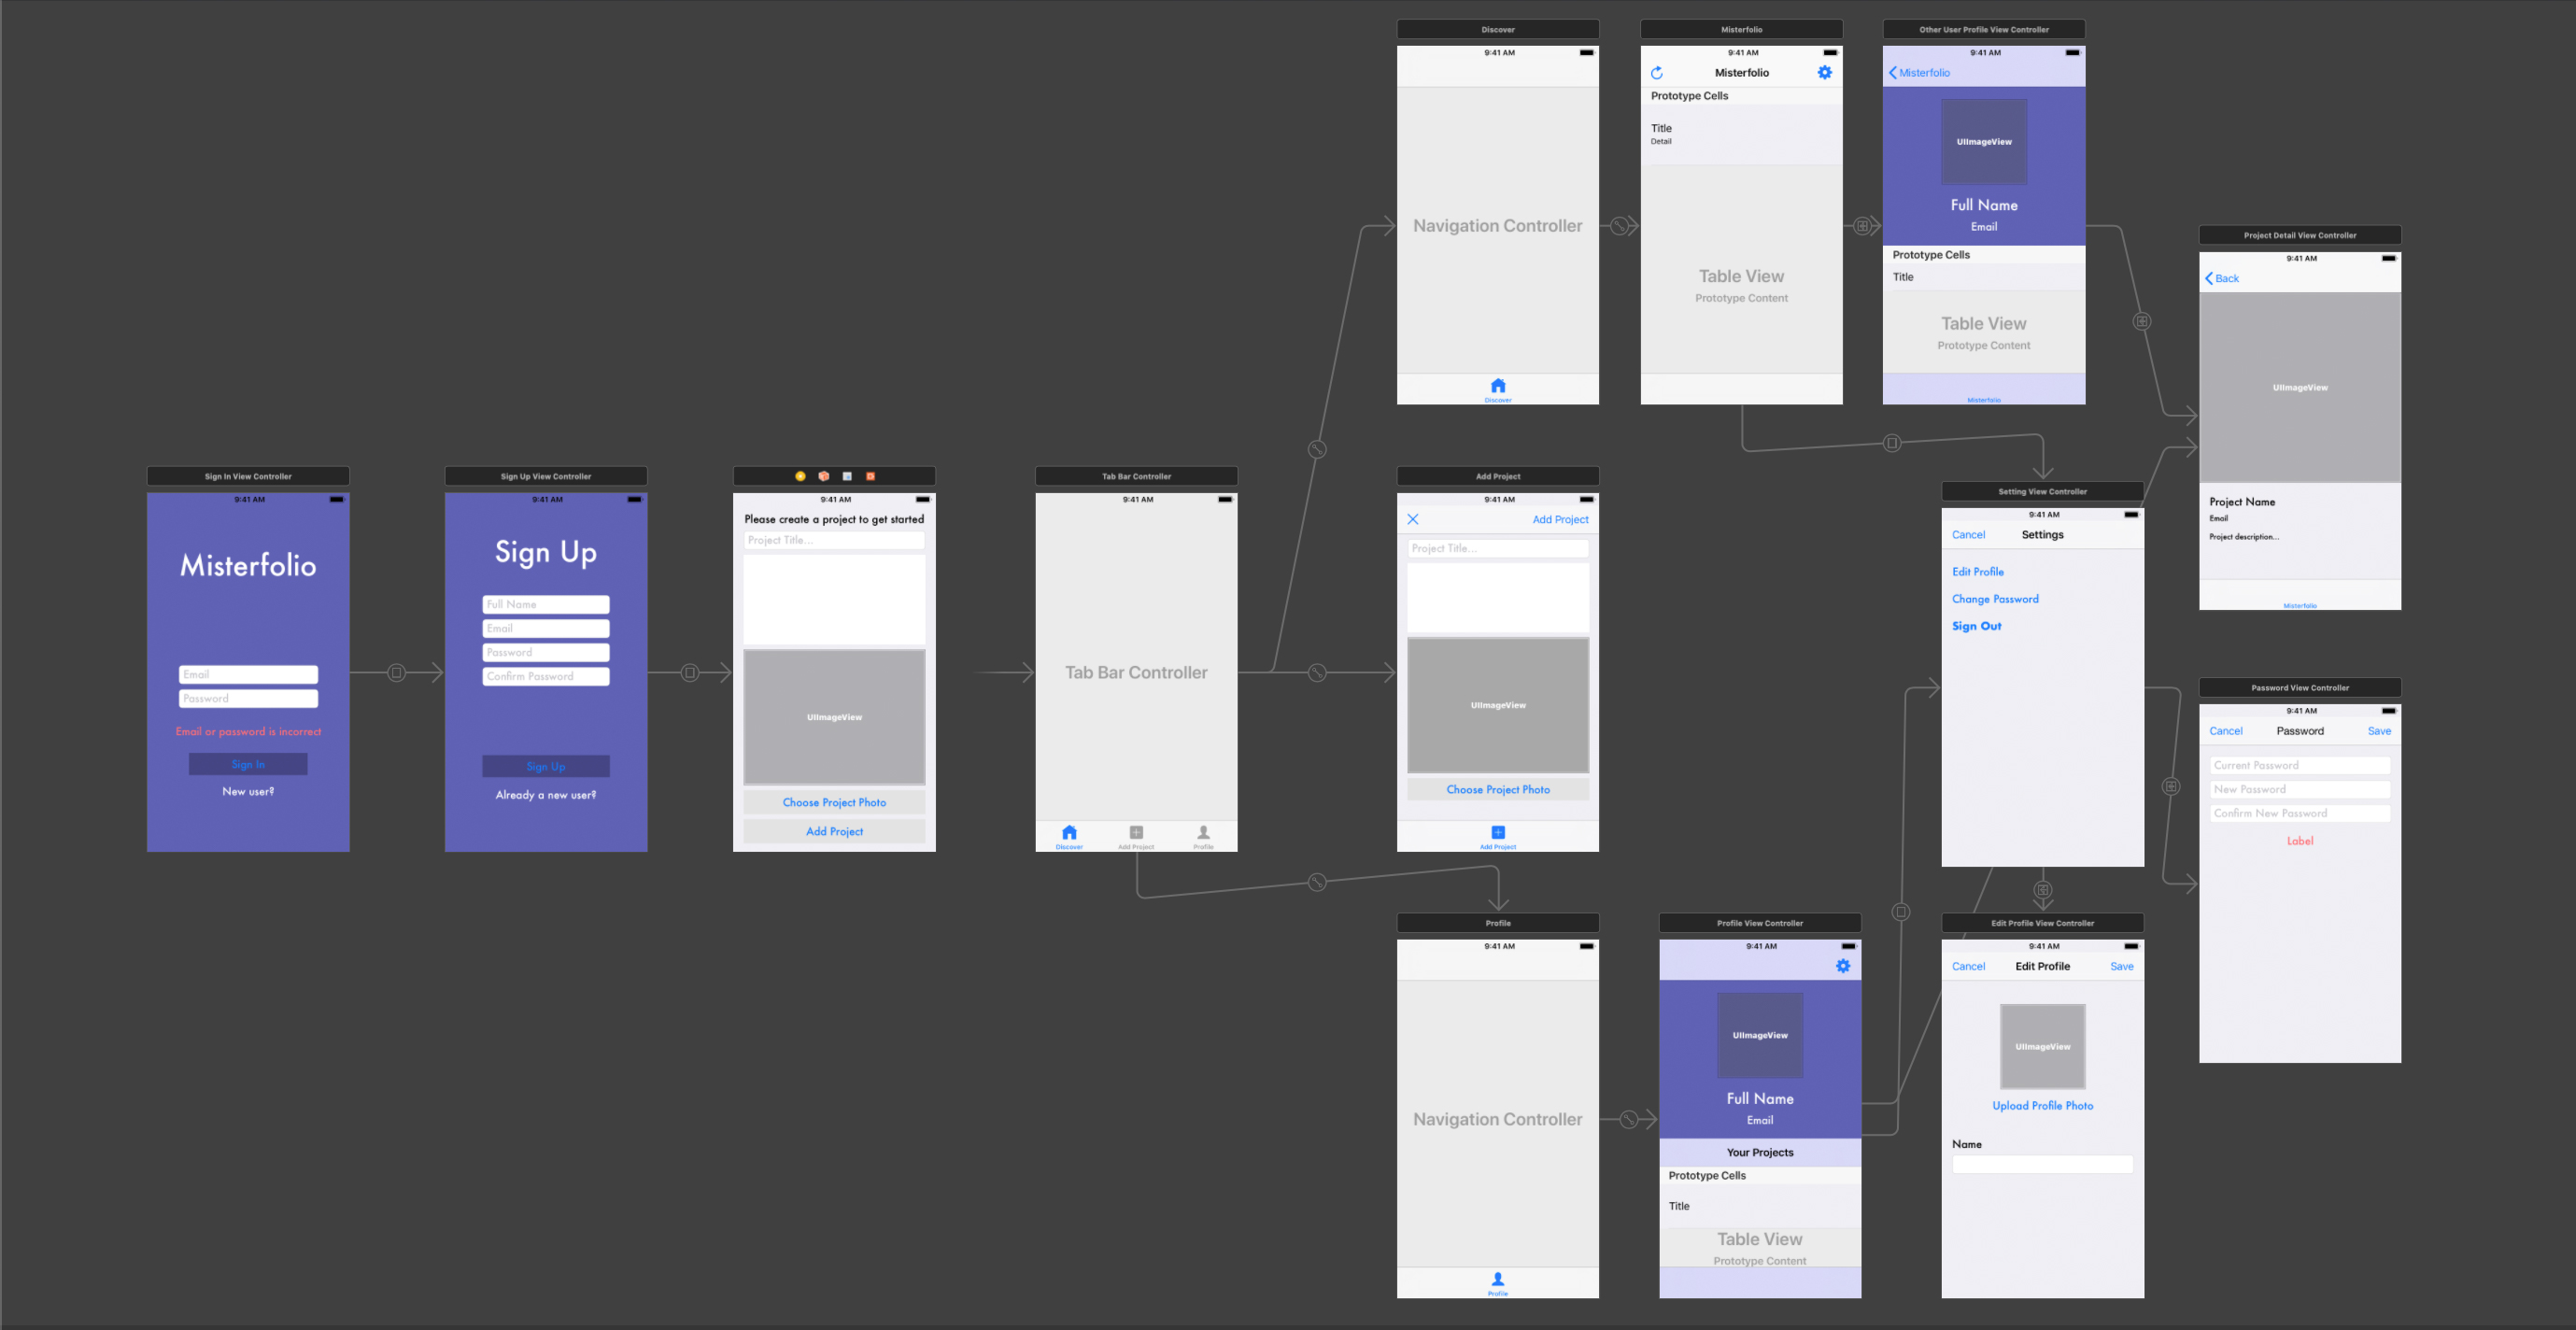 Discover
9:41 AM
Navigation Controller
Discover
Misterfolio
9:41 AM
Misterfolio
Prototype Cells
Title
Detail
Table View
Prototype Content
Other User Profile View Controller
9:41 AM
Misterfolio
UIImageView
Full Name
Email
Prototype Cells
Title
Table View
Prototype Content
Misterfolio
Project Detail View Controller
9:41 AM
Back
UIImageView
Project Name
Email
Project description...
Misterfolio
Sign In View Controller
9:41 AM
Misterfolio
Email
Password
Email or password is incorrect
Sign In
New user?
Sign Up View Controller
9:41 AM
Sign Up
Full Name
Email
Password
Confirm Password
Sign Up
Already a new user?
9:41 AM
Please create a project to get started
Project Title...
UIImageView
Choose Project Photo
Add Project
Tab Bar Controller
9:41 AM
Tab Bar Controller
Discover
Add Project
Profile
Add Project
9:41 AM
Add Project
Project Title...
UIImageView
Choose Project Photo
Add Project
Setting View Controller
9:41 AM
Cancel
Settings
Edit Profile
Change Password
Sign Out
Password View Controller
9:41 AM
Cancel
Password
Save
Current Password
New Password
Confirm New Password
Label
Profile
9:41 AM
Navigation Controller
Profile
Profile View Controller
9:41 AM
UIImageView
Full Name
Email
Your Projects
Prototype Cells
Title
Table View
Prototype Content
Edit Profile View Controller
9:41 AM
Cancel
Edit Profile
Save
UIImageView
Upload Profile Photo
Name